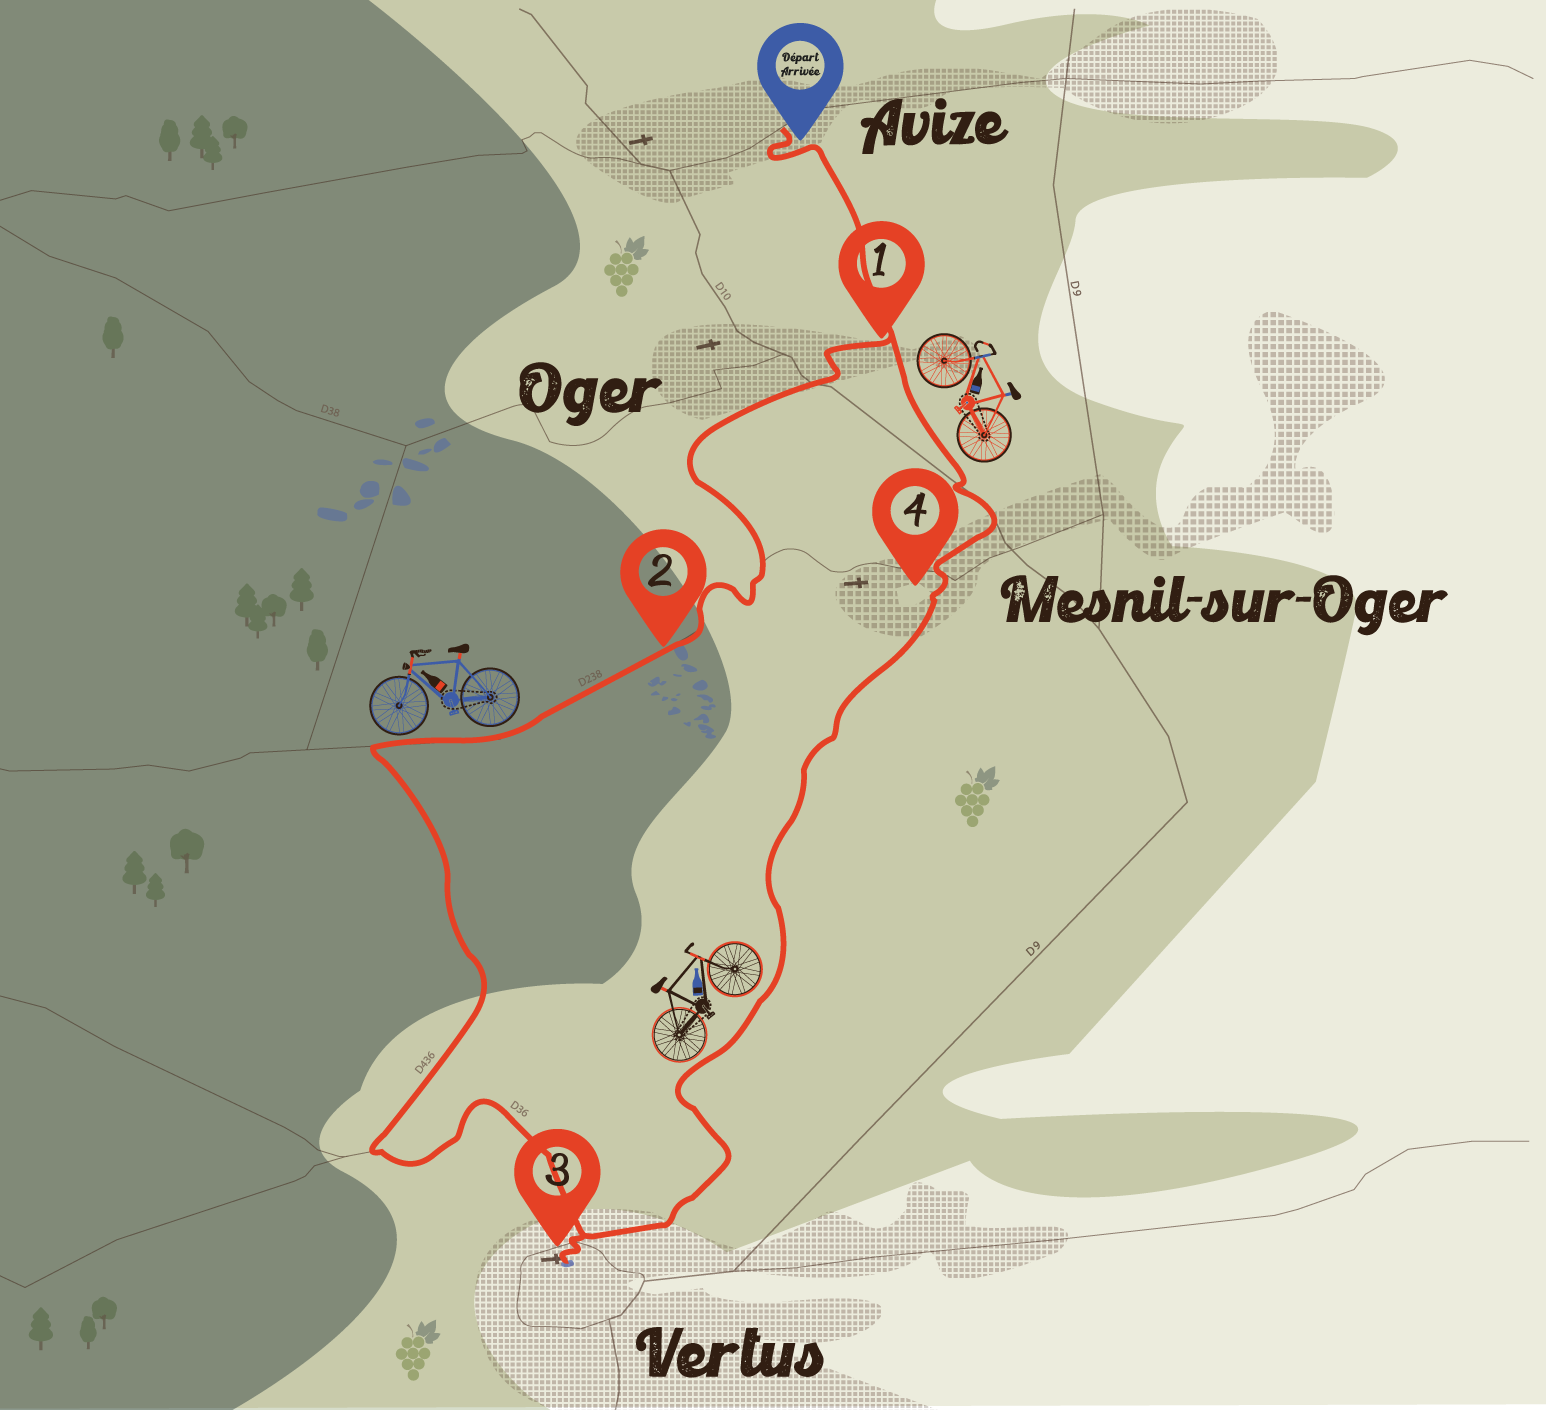 Départ
Arrivée
Avize
1
D10
D9
Oger
D38
4
2
Mesnil-sur-Oger
D238
D9
D436
D36
3
Vertus